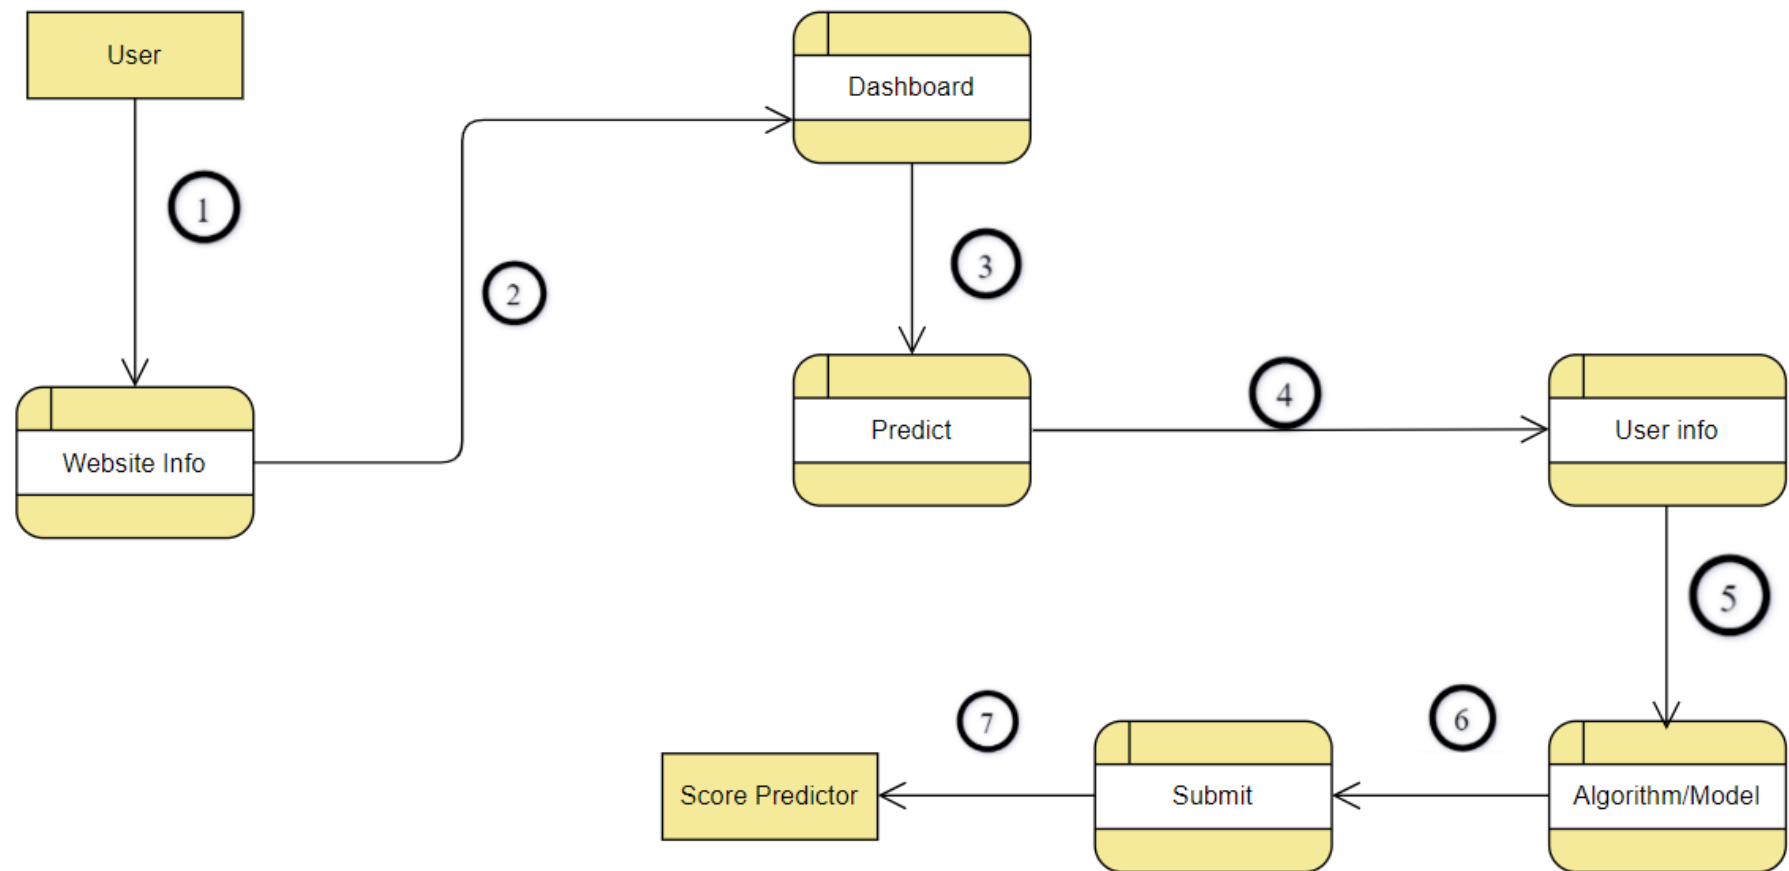 User
Dashboard
1
2
3
Website Info
Predict
4
User info
5
Score Predictor
7
Submit
6
Algorithm/Model